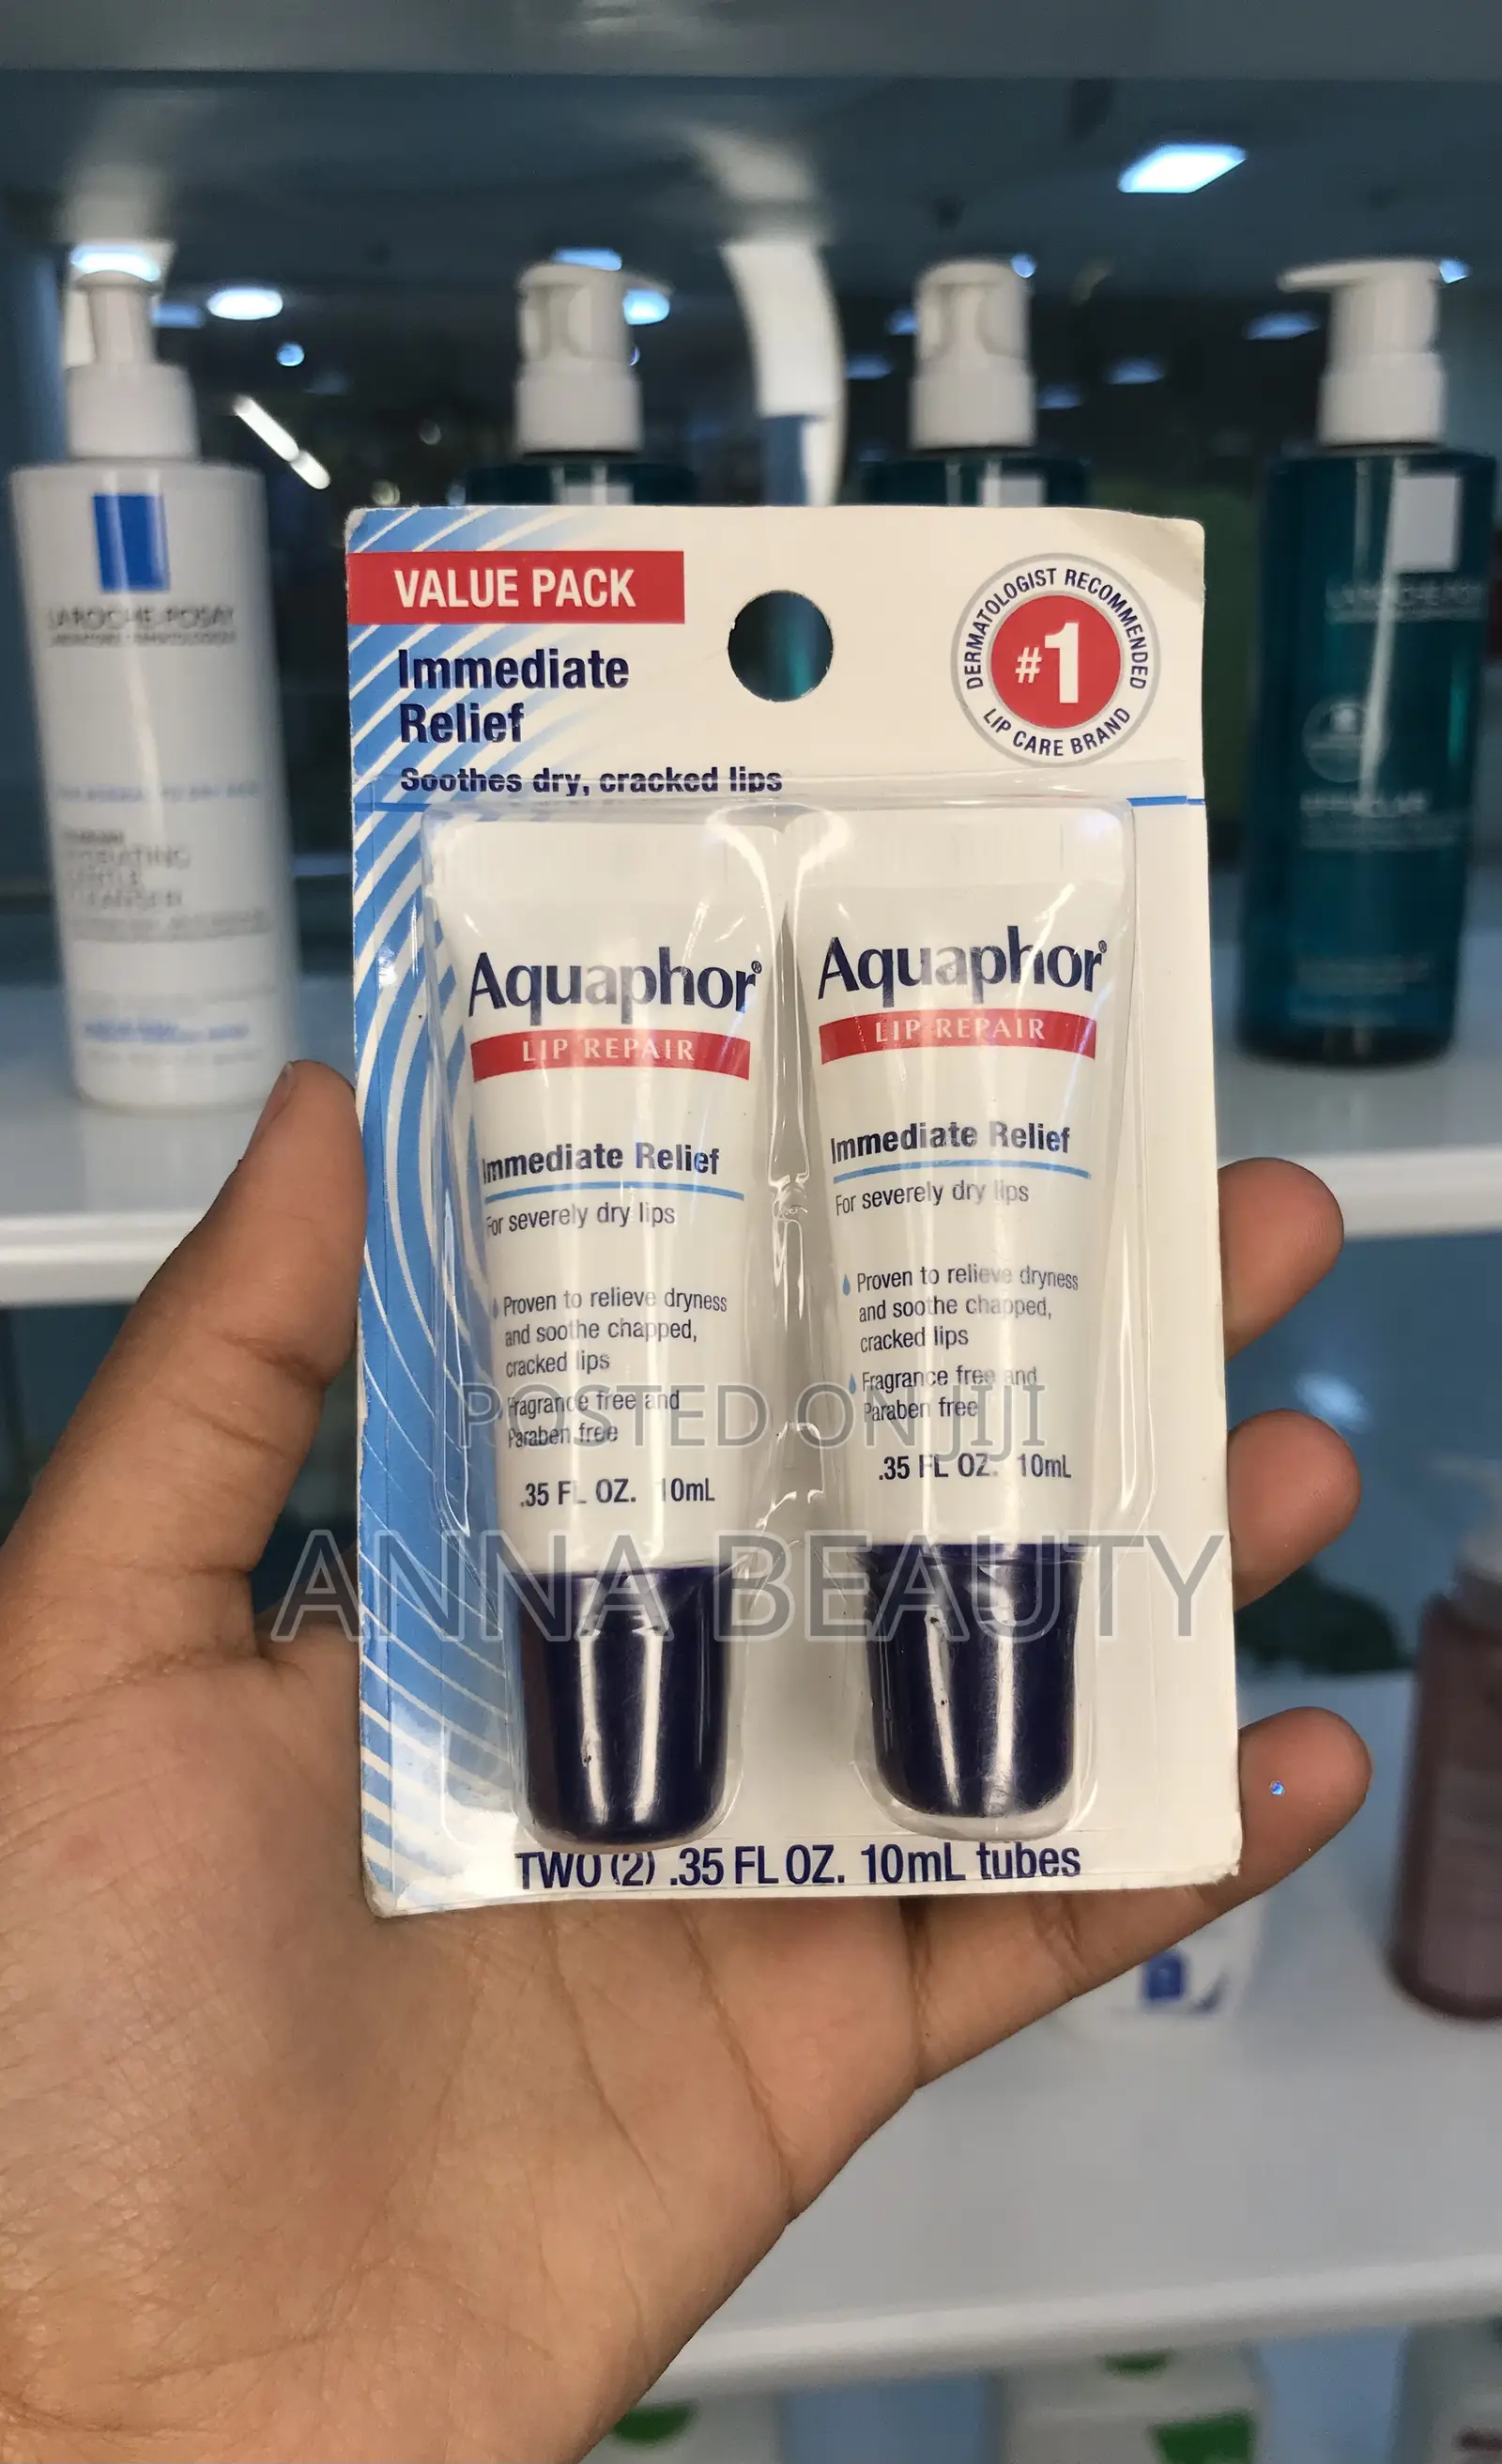 VALUE PACK
Immediate
Relief
Soothes dry, cracked lips
DERMATOLOGIST RECOMMENDED
#1
LIP CARE BRAND
Aquaphor®
LIP REPAIR
Immediate Relief
For severely dry lips
Proven to relieve dryness
and soothe chapped,
cracked lips
Fragrance free and
Paraben free
.35 FL OZ. 10mL
Aquaphor®
LIP REPAIR
Immediate Relief
For severely dry lips
Proven to relieve dryness
and soothe chapped,
cracked lips
Fragrance free and
Paraben free
.35 FL OZ. 10mL
TWO (2) .35 FL OZ. 10mL tubes
POSTED ON JIJI
ANNA BEAUTY
LA ROCHE-POSAY